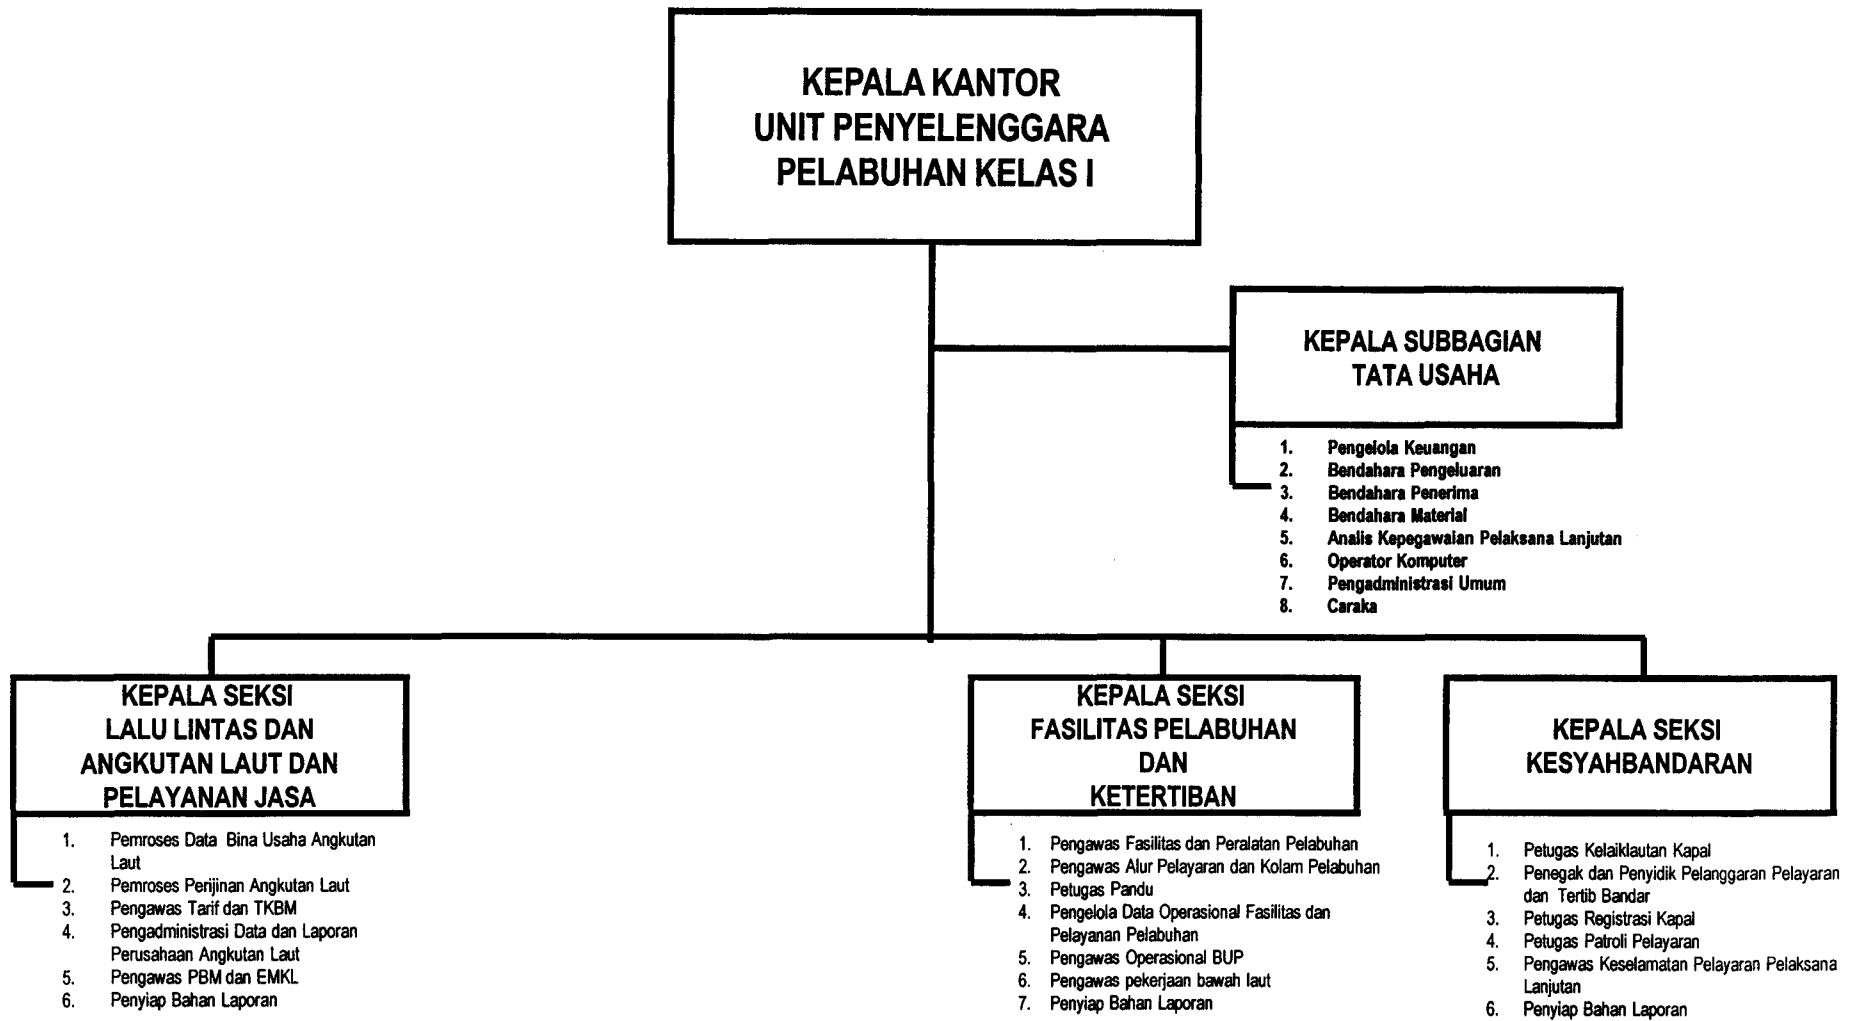 KEPALA KANTOR
UNIT PENYELENGGARA
PELABUHAN KELAS I
KEPALA SUBBAGIAN
TATA USAHA
1. Pengelola Keuangan
2. Bendahara Pengeluaran
3. Bendahara Penerima
4. Bendahara Material
5. Analis Kepegawaian Pelaksana Lanjutan
6. Operator Komputer
7. Pengadministrasi Umum
8. Caraka
KEPALA SEKSI
LALU LINTAS DAN
ANGKUTAN LAUT DAN
PELAYANAN JASA
1. Pemroses Data Bina Usaha Angkutan
Laut
2. Pemroses Perijinan Angkutan Laut
3. Pengawas Tarif dan TKBM
4. Pengadministrasi Data dan Laporan
Perusahaan Angkutan Laut
5. Pengawas PBM dan EMKL
6. Penyiap Bahan Laporan
KEPALA SEKSI
FASILITAS PELABUHAN
DAN
KETERTIBAN
1. Pengawas Fasilitas dan Peralatan Pelabuhan
2. Pengawas Alur Pelayaran dan Kolam Pelabuhan
3. Petugas Pandu
4. Pengelola Data Operasional Fasilitas dan
Pelayanan Pelabuhan
5. Pengawas Operasional BUP
6. Pengawas pekerjaan bawah laut
7. Penyiap Bahan Laporan
KEPALA SEKSI
KESYAHBANDARAN
1. Petugas Kelaiklautan Kapal
2. Penegak dan Penyidik Pelanggaran Pelayaran
dan Tertib Bandar
3. Petugas Registrasi Kapal
4. Petugas Patroli Pelayaran
5. Pengawas Keselamatan Pelayaran Pelaksana
Lanjutan
6. Penyiap Bahan Laporan